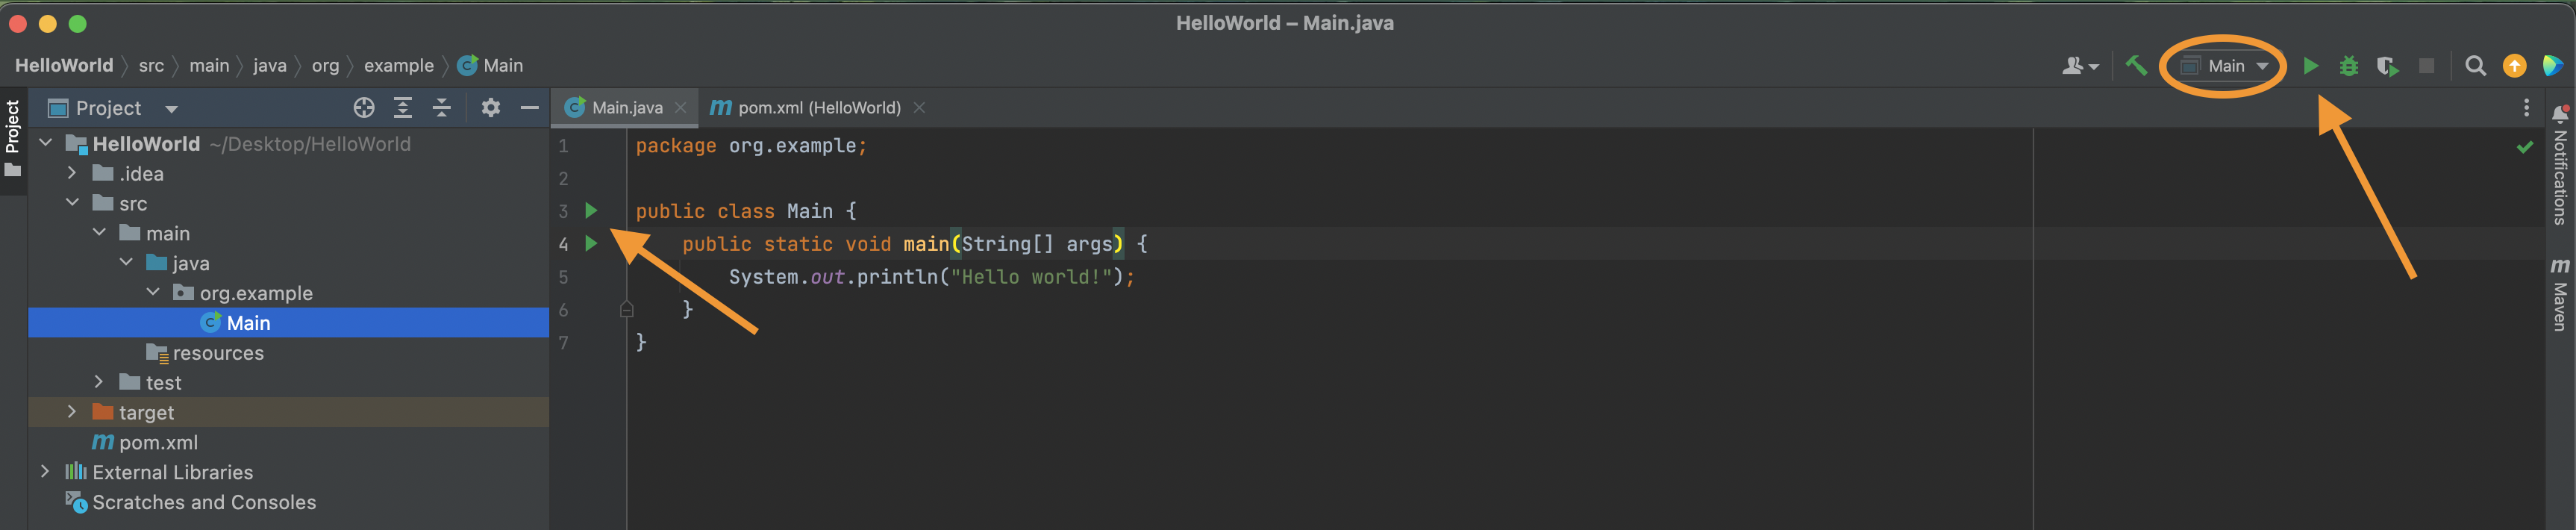 HelloWorld – Main.java
HelloWorld src main java org example Main
Main
Project
Project
Main.java
pom.xml (HelloWorld)
HelloWorld ~/Desktop/HelloWorld
.idea
src
main
java
org.example
Main
resources
test
target
pom.xml
External Libraries
Scratches and Consoles
1 package org.example;
2
3 public class Main {
4 public static void main(String[] args) {
5 System.out.println("Hello world!");
6 }
7 }
Notifications
Maven